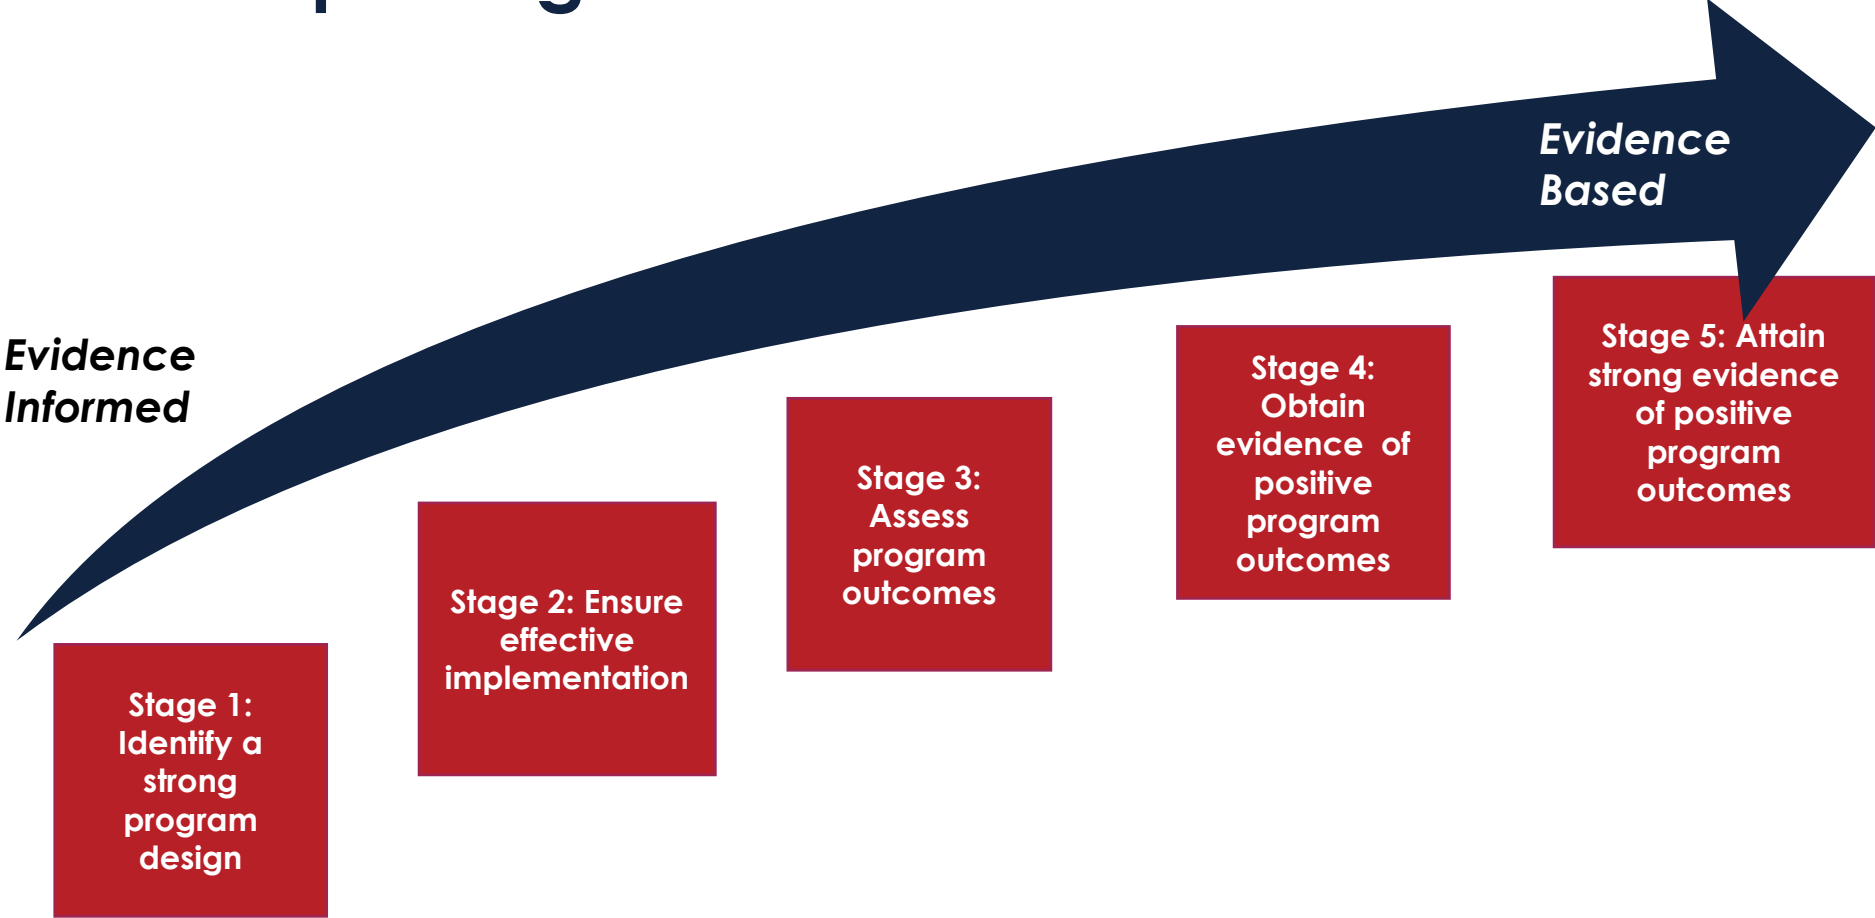 Evidence
Based
Evidence
Informed
Stage 1:
Identify a
strong
program
design
Stage 2: Ensure
effective
implementation
Stage 3:
Assess
program
outcomes
Stage 4:
Obtain
evidence of
positive
program
outcomes
Stage 5: Attain
strong evidence
of positive
program
outcomes